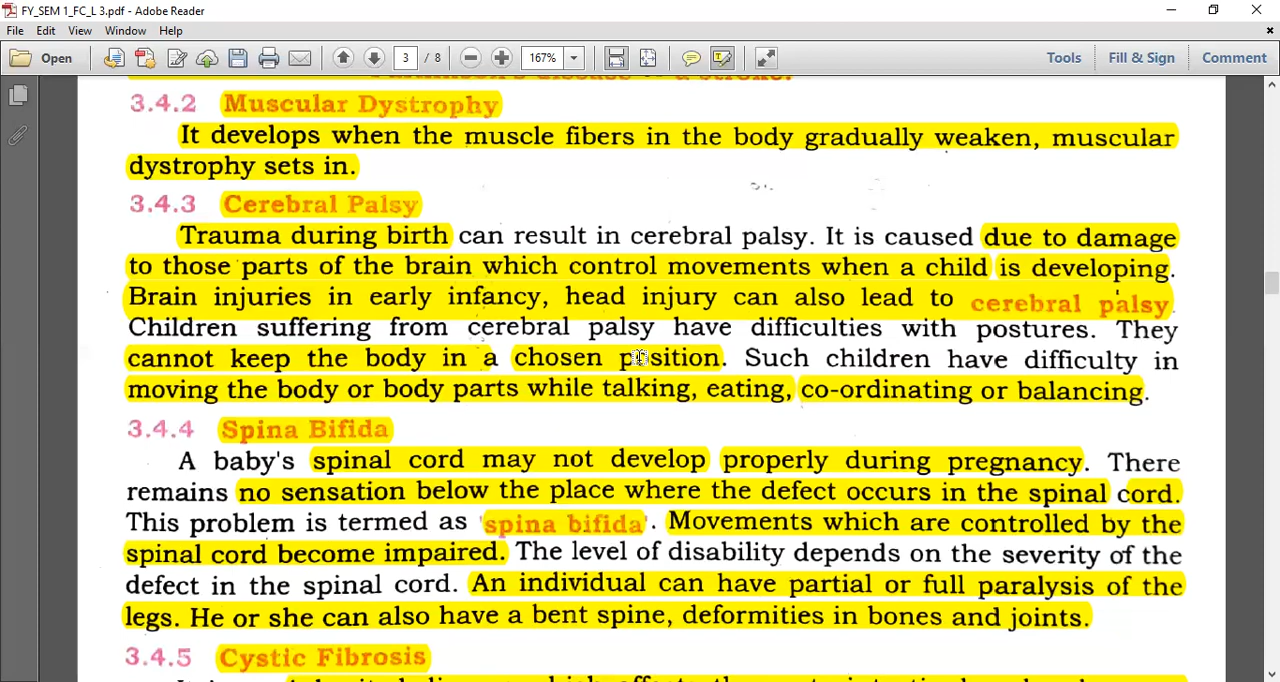 FY_SEM 1_FC_L 3.pdf - Adobe Reader
File Edit View Window Help
Open 3 / 8 167% Tools Fill & Sign Comment
Parkinson's disease or a stroke.
3.4.2 Muscular Dystrophy
It develops when the muscle fibers in the body gradually weaken, muscular
dystrophy sets in.
3.4.3 Cerebral Palsy
Trauma during birth can result in cerebral palsy. It is caused due to damage
to those parts of the brain which control movements when a child is developing.
Brain injuries in early infancy, head injury can also lead to cerebral palsy.
Children suffering from cerebral palsy have difficulties with postures. They
cannot keep the body in a chosen position. Such children have difficulty in
moving the body or body parts while talking, eating, co-ordinating or balancing.
3.4.4 Spina Bifida
A baby's spinal cord may not develop properly during pregnancy. There
remains no sensation below the place where the defect occurs in the spinal cord.
This problem is termed as 'spina bifida'. Movements which are controlled by the
spinal cord become impaired. The level of disability depends on the severity of the
defect in the spinal cord. An individual can have partial or full paralysis of the
legs. He or she can also have a bent spine, deformities in bones and joints.
3.4.5 Cystic Fibrosis